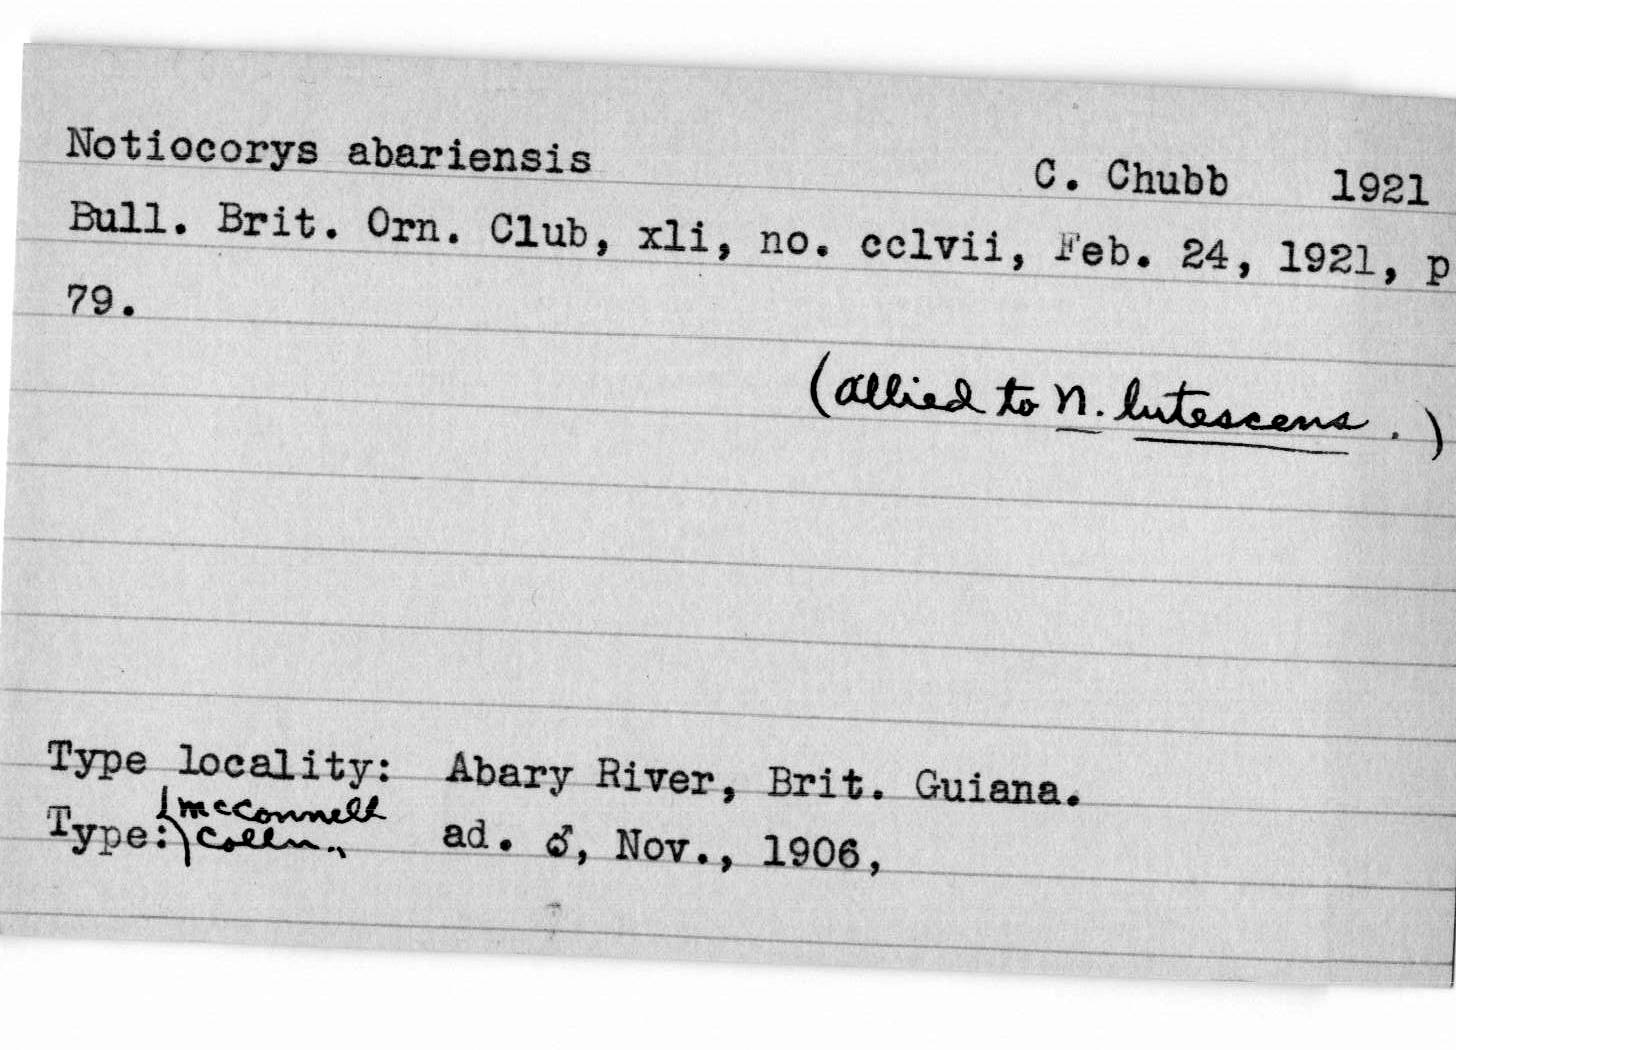 Notiocorys abariensis C. Chubb 1921
Bull. Brit. Orn. Club, xli, no. cclvii, Feb. 24, 1921, p
79.
(allied to N. lutescens.)
Type locality: Abary River, Brit. Guiana.
McConnell
Type: Colln., ad. ♂, Nov., 1906,